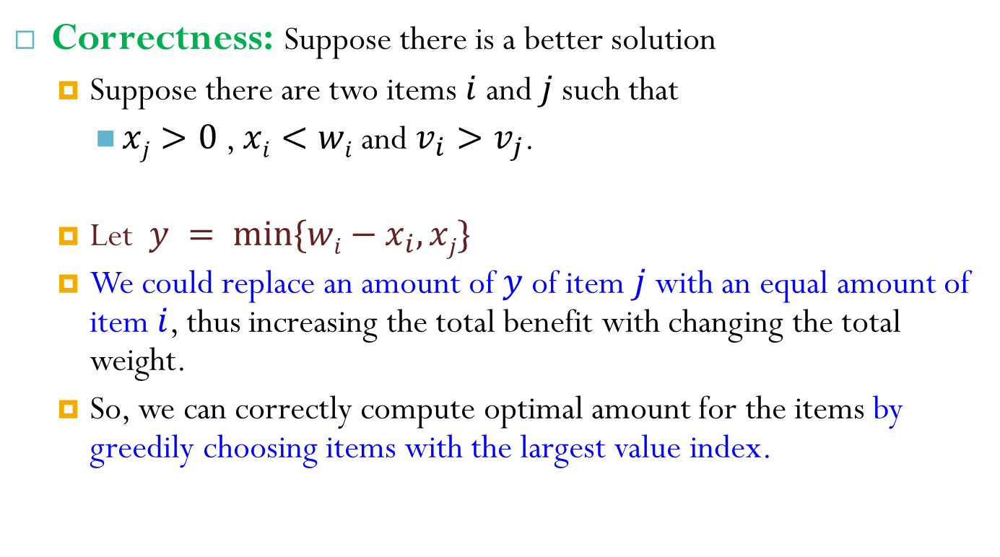 Correctness: Suppose there is a better solution
Suppose there are two items i and j such that
x_j > 0 , x_i < w_i and v_i > v_j.
Let y = min{w_i − x_i, x_j}
We could replace an amount of y of item j with an equal amount of
item i, thus increasing the total benefit with changing the total
weight.
So, we can correctly compute optimal amount for the items by
greedily choosing items with the largest value index.